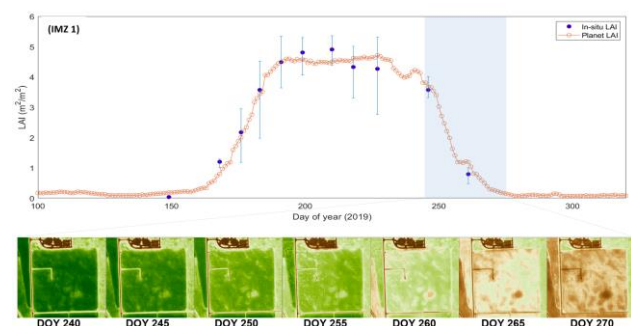 (IMZ 1)
In-situ LAI
Planet LAI
6
5
4
3
2
1
0
LAI (m²/m²)
100 150 200 250 300
Day of year (2019)
DOY 240 DOY 245 DOY 250 DOY 255 DOY 260 DOY 265 DOY 270